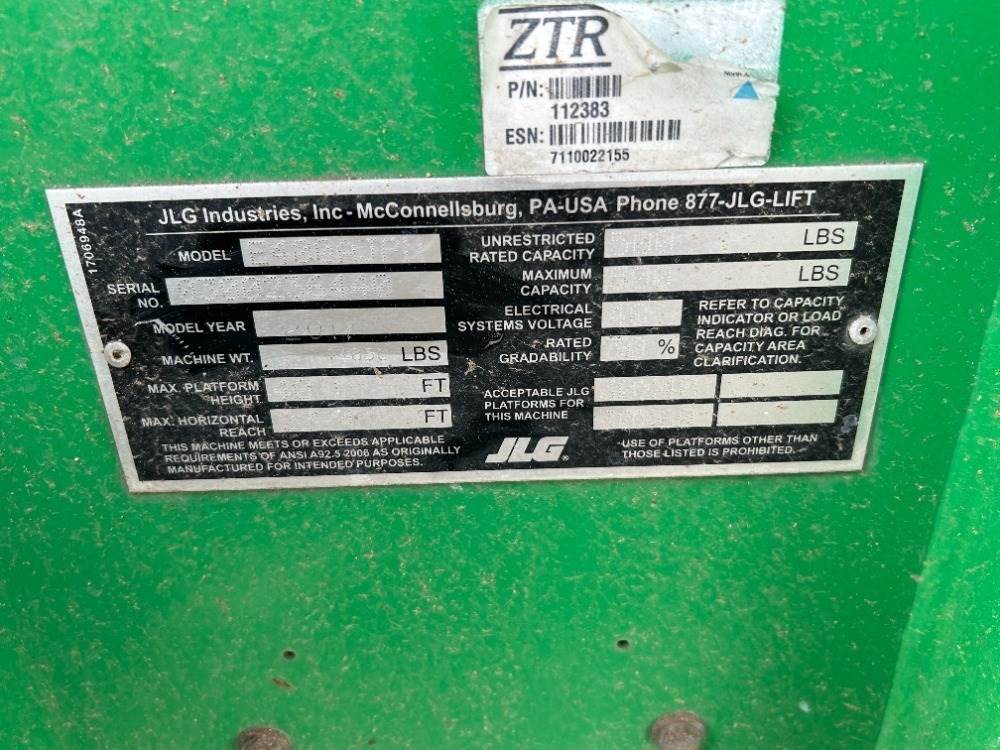 ZTR
P/N:
112383
ESN:
7110022155
1706948A
JLG Industries, Inc - McConnellsburg, PA-USA Phone 877-JLG-LIFT
MODEL
SERIAL
NO.
MODEL YEAR
MACHINE WT. LBS
MAX. PLATFORM
HEIGHT FT
MAX. HORIZONTAL
REACH FT
THIS MACHINE MEETS OR EXCEEDS APPLICABLE
REQUIREMENTS OF ANSI A92.5-2006 AS ORIGINALLY
MANUFACTURED FOR INTENDED PURPOSES.
UNRESTRICTED
RATED CAPACITY LBS
MAXIMUM
CAPACITY LBS
ELECTRICAL
SYSTEMS VOLTAGE
RATED
GRADABILITY %
REFER TO CAPACITY
INDICATOR OR LOAD
REACH DIAG. FOR
CAPACITY AREA
CLARIFICATION.
ACCEPTABLE JLG
PLATFORMS FOR
THIS MACHINE
JLG®
USE OF PLATFORMS OTHER THAN
THOSE LISTED IS PROHIBITED.